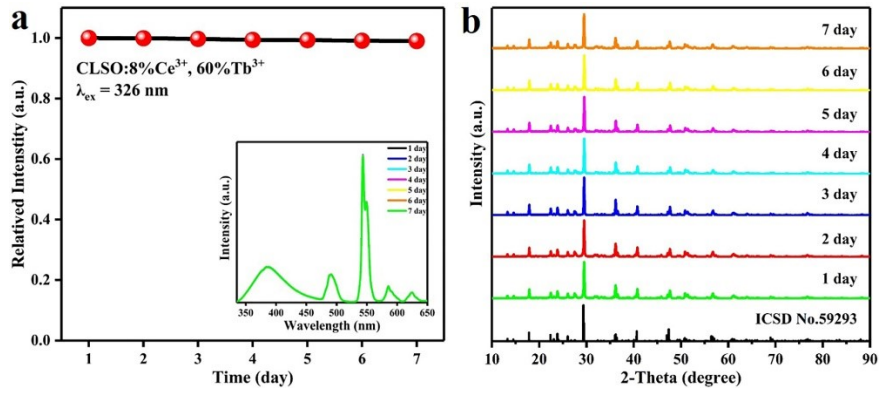 a
1.0
0.8
0.6
0.4
0.2
0.0
Relatived Intenstity (a.u.)
CLSO:8%Ce³⁺, 60%Tb³⁺
λex = 326 nm
1 day
2 day
3 day
4 day
5 day
6 day
7 day
Intensity (a.u.)
350 400 450 500 550 600 650
Wavelength (nm)
1 2 3 4 5 6 7
Time (day)
b
Intensity (a.u.)
7 day
6 day
5 day
4 day
3 day
2 day
1 day
ICSD No.59293
10 20 30 40 50 60 70 80 90
2-Theta (degree)